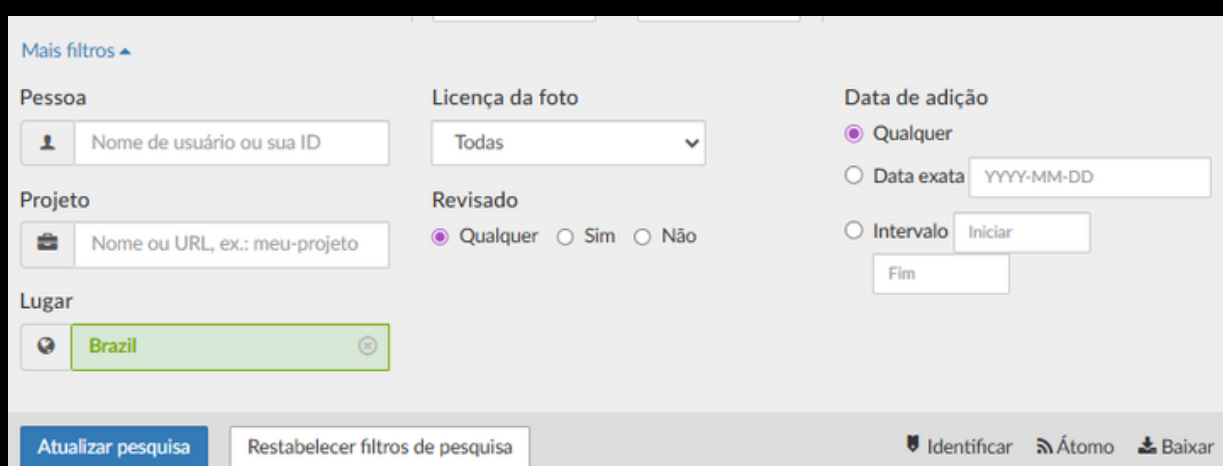 Mais filtros
Pessoa
Nome de usuário ou sua ID
Projeto
Nome ou URL, ex.: meu-projeto
Lugar
Brazil
Licença da foto
Todas
Revisado
Qualquer Sim Não
Data de adição
Qualquer
Data exata YYYY-MM-DD
Intervalo Iniciar
Fim
Atualizar pesquisa Restabelecer filtros de pesquisa Identificar Átomo Baixar